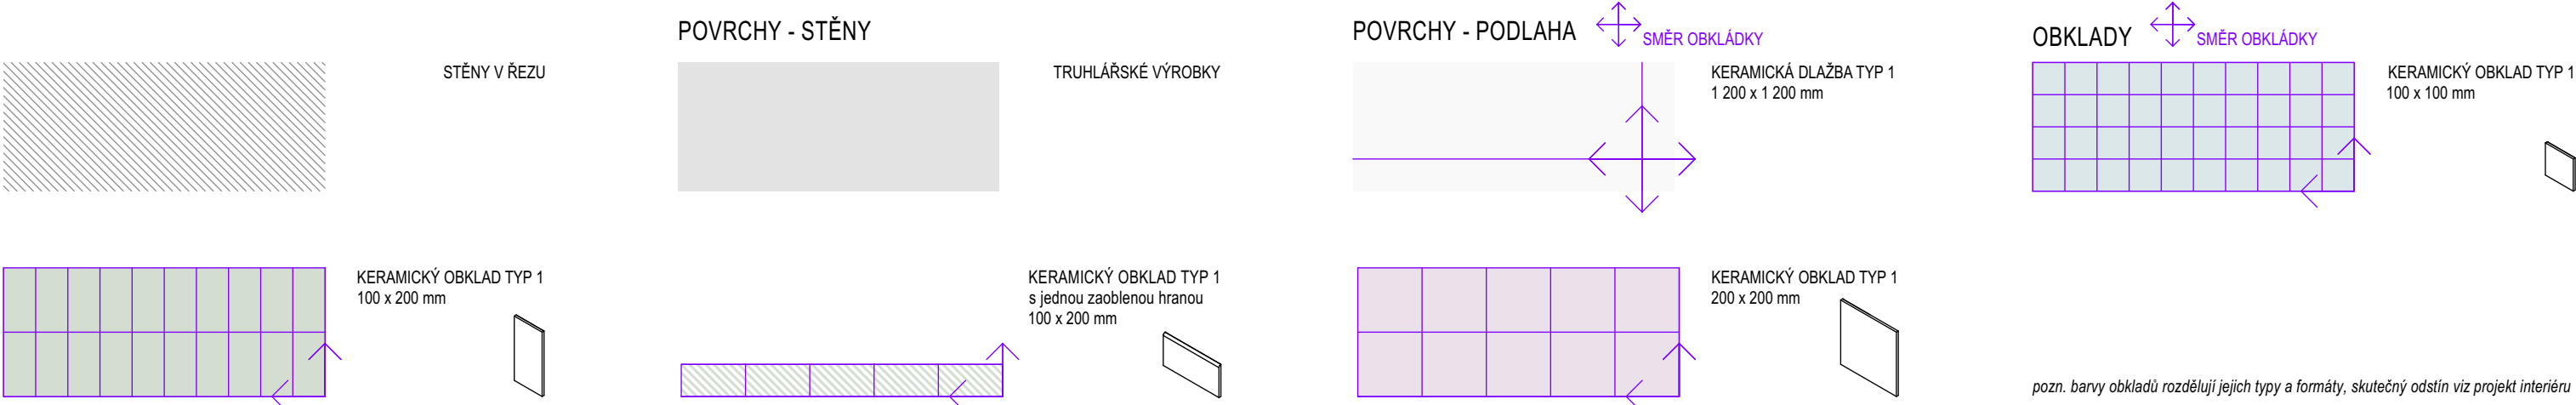 POVRCHY - STĚNY
POVRCHY - PODLAHA
SMĚR OBKLÁDKY
OBKLADY
SMĚR OBKLÁDKY
STĚNY V ŘEZU
TRUHLÁŘSKÉ VÝROBKY
KERAMICKÁ DLAŽBA TYP 1
1 200 x 1 200 mm
KERAMICKÝ OBKLAD TYP 1
100 x 100 mm
KERAMICKÝ OBKLAD TYP 1
100 x 200 mm
KERAMICKÝ OBKLAD TYP 1
s jednou zaoblenou hranou
100 x 200 mm
KERAMICKÝ OBKLAD TYP 1
200 x 200 mm
pozn. barvy obkladů rozdělují jejich typy a formáty, skutečný odstín viz projekt interiéru